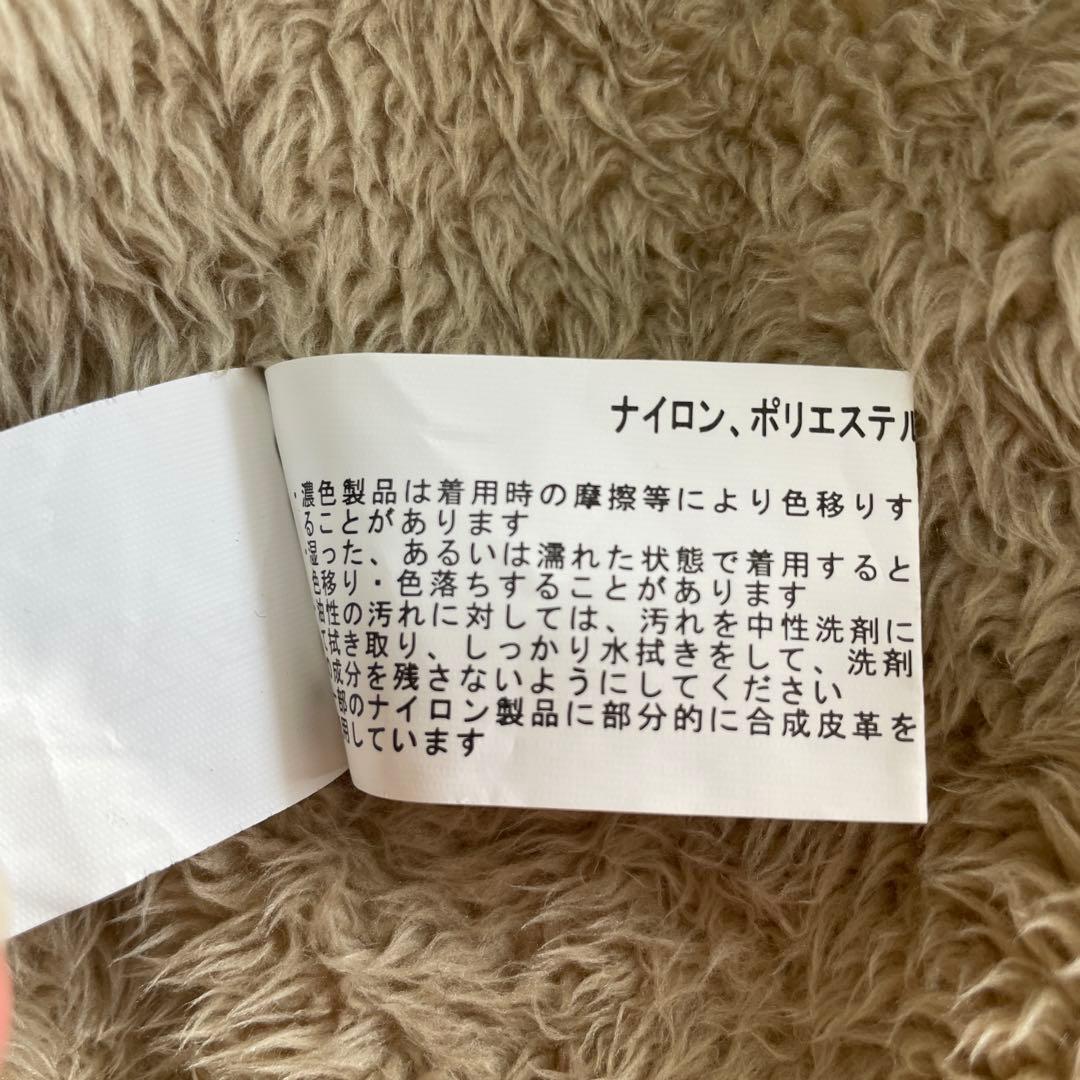 ナイロン、ポリエステル
・濃色製品は着用時の摩擦等により色移りす
ることがあります
・湿った、あるいは濡れた状態で着用すると
色移り・色落ちすることがあります
・油性の汚れに対しては、汚れを中性洗剤に
て拭き取り、しっかり水拭きをして、洗剤
の成分を残さないようにしてください
部のナイロン製品に部分的に合成皮革を
用しています